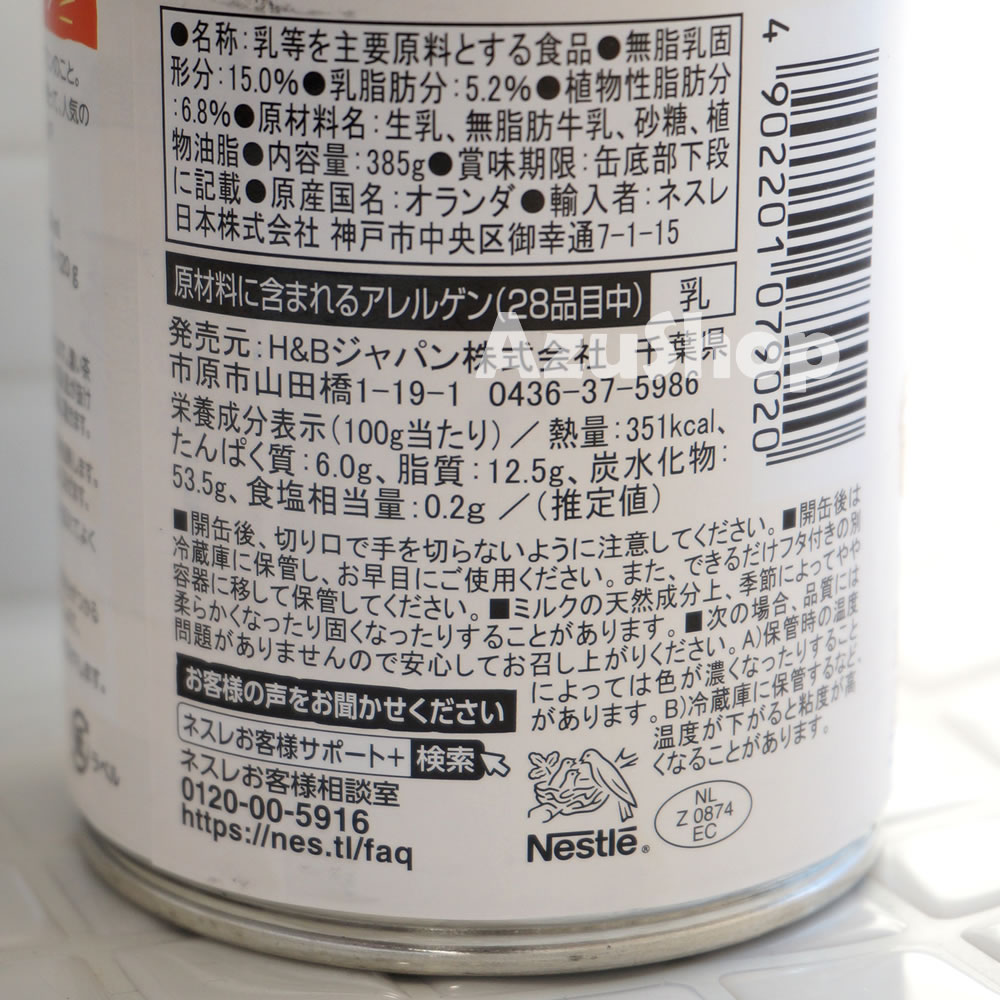 ●名称:乳等を主要原料とする食品●無脂乳固
形分:15.0%●乳脂肪分:5.2%●植物性脂肪分
:6.8%●原材料名:生乳、無脂肪牛乳、砂糖、植
物油脂●内容量:385g●賞味期限:缶底部下段
に記載●原産国名:オランダ●輸入者:ネスレ
日本株式会社 神戸市中央区御幸通7-1-15
原材料に含まれるアレルゲン(28品目中) 乳
発売元:H&Bジャパン株式会社 千葉県
市原市山田橋1-19-1 0436-37-5986
栄養成分表示(100g当たり)/熱量:351kcal、
たんぱく質:6.0g、脂質:12.5g、炭水化物:
53.5g、食塩相当量:0.2g /(推定値)
■開缶後、切り口で手を切らないように注意してください。■開缶後は
冷蔵庫に保管し、お早目にご使用ください。また、できるだけフタ付きの別
容器に移して保管してください。■ミルクの天然成分上、季節によってやや
柔らかくなったり固くなったりすることがあります。■次の場合、品質には
問題がありませんので安心してお召し上がりください。A)保管時の温度
によっては色が濃くなったりすること
があります。B)冷蔵庫に保管するなど、
温度が下がると粘度が高
くなることがあります。
お客様の声をお聞かせください
ネスレお客様サポート+ 検索
ネスレお客様相談室
0120-00-5916
https://nes.tl/faq
Nestlé®
NL
Z 0874
EC
4 902201 079020
AzuShop
のこと。
人気の
20g
ラベル